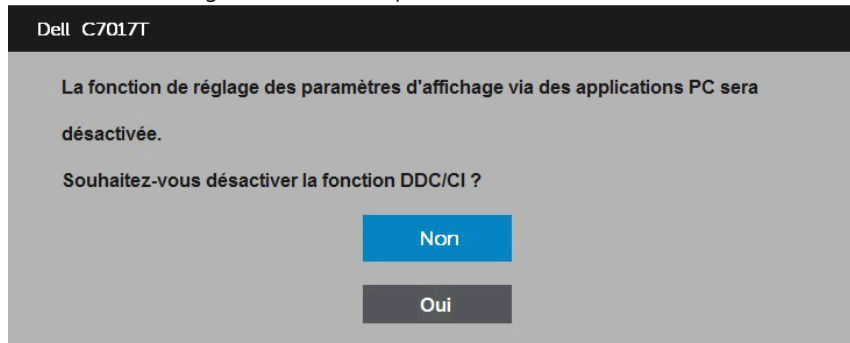 Dell C7017T
La fonction de réglage des paramètres d'affichage via des applications PC sera
désactivée.
Souhaitez-vous désactiver la fonction DDC/CI ?
Non
Oui